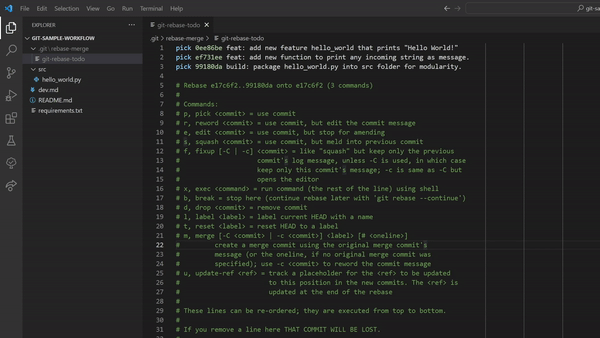 File Edit Selection View Go Run Terminal Help
git-sa
EXPLORER
GIT-SAMPLE-WORKFLOW
.git \ rebase-merge
git-rebase-todo
src
hello_world.py
dev.md
README.md
requirements.txt
git-rebase-todo
.git > rebase-merge > git-rebase-todo
1 pick 0ee86be feat: add new feature hello_world that prints "Hello World!"
2 pick ef731ee feat: add new function to print any incoming string as message.
3 pick 99180da build: package hello_world.py into src folder for modularity.
4
5 # Rebase e17c6f2..99180da onto e17c6f2 (3 commands)
6 #
7 # Commands:
8 # p, pick <commit> = use commit
9 # r, reword <commit> = use commit, but edit the commit message
10 # e, edit <commit> = use commit, but stop for amending
11 # s, squash <commit> = use commit, but meld into previous commit
12 # f, fixup [-C | -c] <commit> = like "squash" but keep only the previous
13 # commit's log message, unless -C is used, in which case
14 # keep only this commit's message; -c is same as -C but
15 # opens the editor
16 # x, exec <command> = run command (the rest of the line) using shell
17 # b, break = stop here (continue rebase later with 'git rebase --continue')
18 # d, drop <commit> = remove commit
19 # l, label <label> = label current HEAD with a name
20 # t, reset <label> = reset HEAD to a label
21 # m, merge [-C <commit> | -c <commit>] <label> [# <oneline>]
22 # create a merge commit using the original merge commit's
23 # message (or the oneline, if no original merge commit was
24 # specified); use -c <commit> to reword the commit message
25 # u, update-ref <ref> = track a placeholder for the <ref> to be updated
26 # to this position in the new commits. The <ref> is
27 # updated at the end of the rebase
28 #
29 # These lines can be re-ordered; they are executed from top to bottom.
30 #
31 # If you remove a line here THAT COMMIT WILL BE LOST.